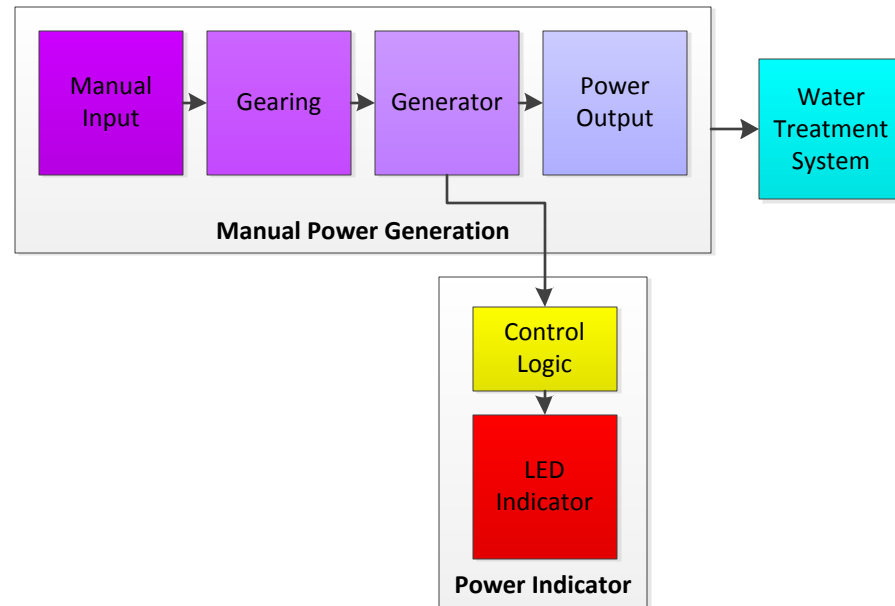 Manual
Input
Gearing
Generator
Power
Output
Water
Treatment
System
Manual Power Generation
Control
Logic
LED
Indicator
Power Indicator